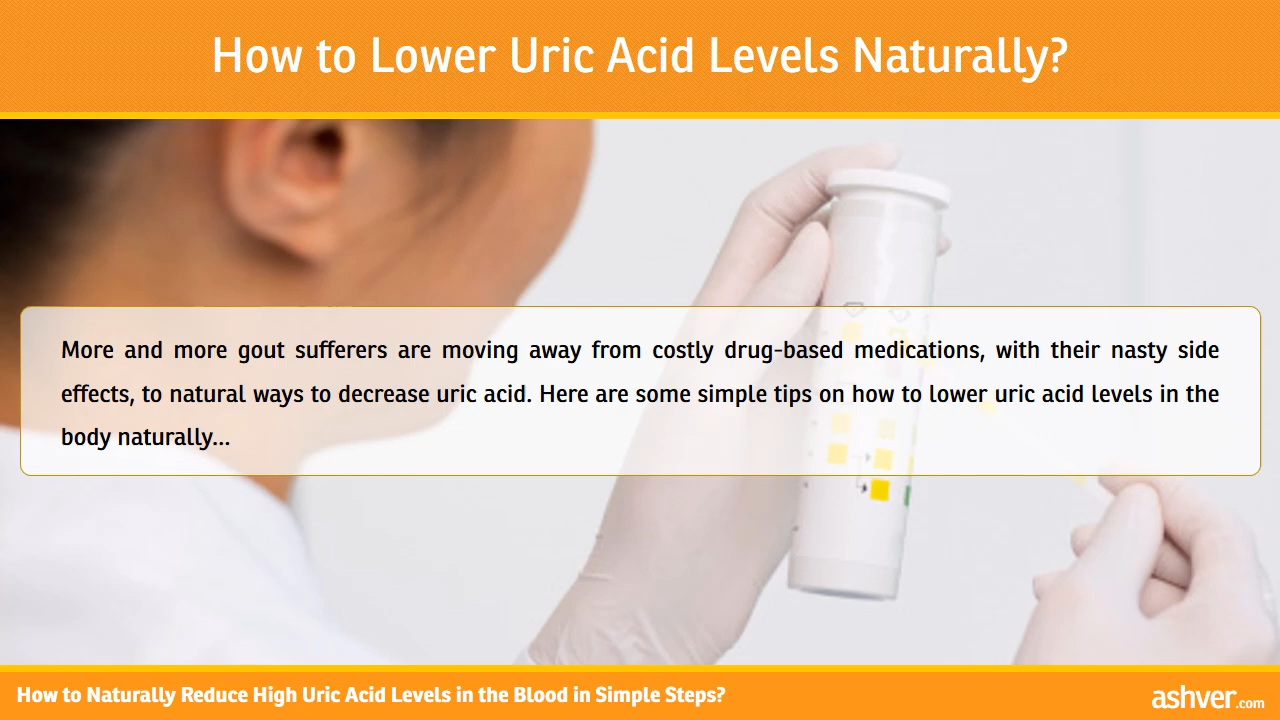 How to Lower Uric Acid Levels Naturally?
More and more gout sufferers are moving away from costly drug-based medications, with their nasty side
effects, to natural ways to decrease uric acid. Here are some simple tips on how to lower uric acid levels in the
body naturally...
How to Naturally Reduce High Uric Acid Levels in the Blood in Simple Steps?
ashver.com